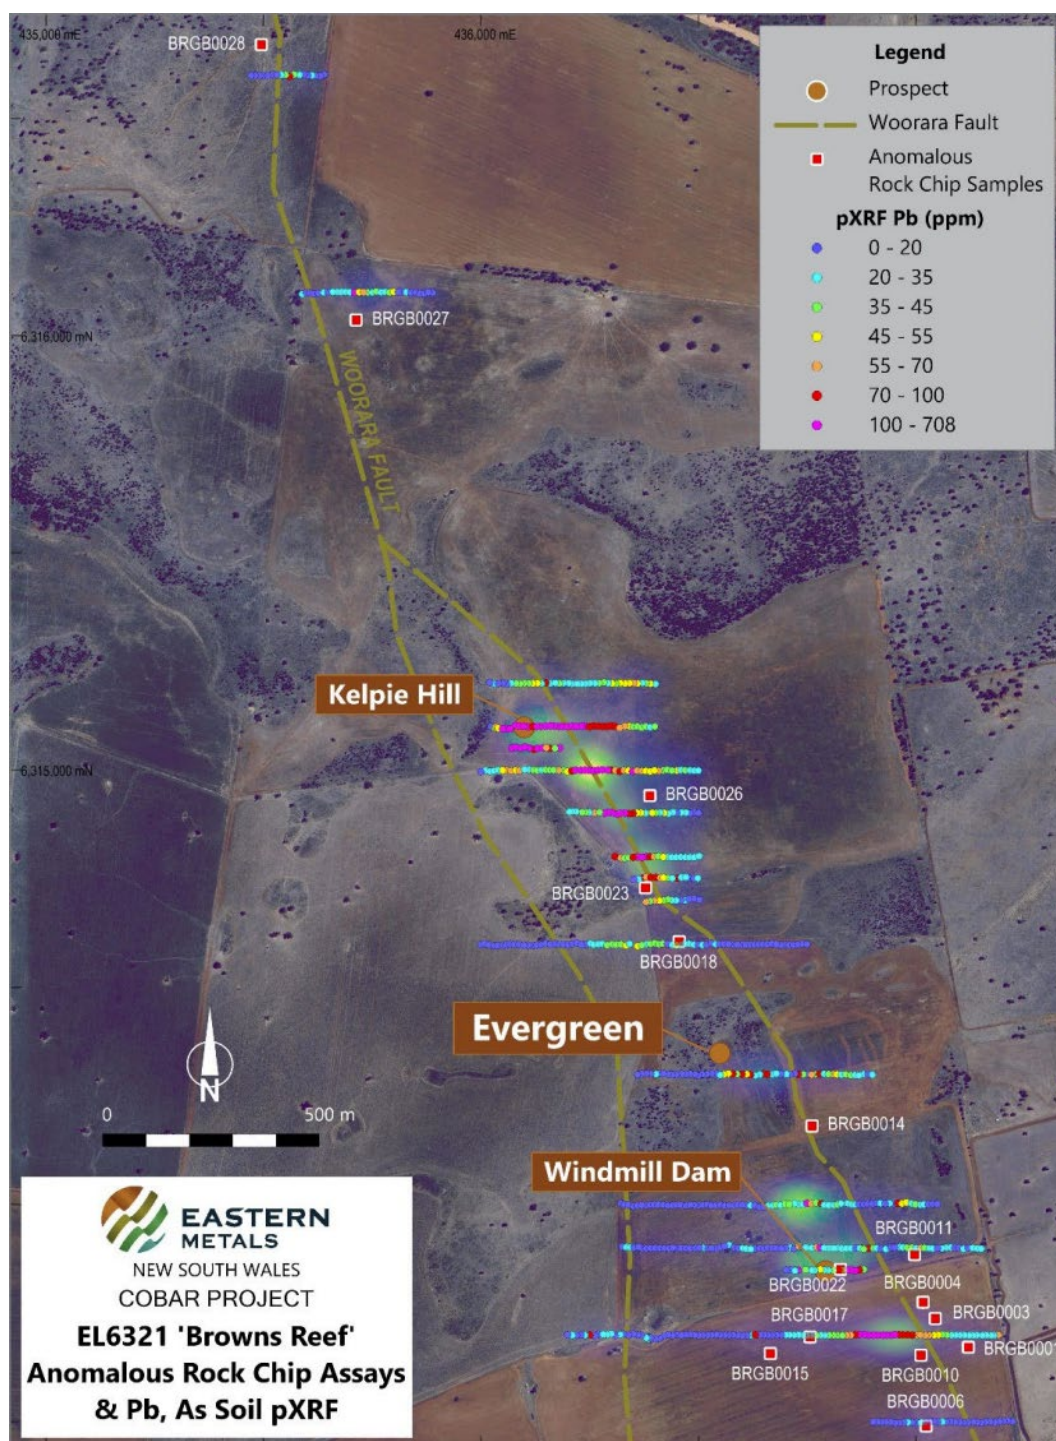 435,000 mE
436,000 mE
BRGB0028
Legend
Prospect
Woorara Fault
Anomalous
Rock Chip Samples
pXRF Pb (ppm)
0 - 20
20 - 35
35 - 45
45 - 55
55 - 70
70 - 100
100 - 708
BRGB0027
6,316,000 mN
WOORARA FAULT
Kelpie Hill
6,315,000 mN
BRGB0026
BRGB0023
BRGB0018
Evergreen
N
0 500 m
BRGB0014
Windmill Dam
BRGB0011
BRGB0022
BRGB0004
BRGB0003
BRGB0017
BRGB0001
BRGB0015
BRGB0010
BRGB0006
EASTERN
METALS
NEW SOUTH WALES
COBAR PROJECT
EL6321 'Browns Reef'
Anomalous Rock Chip Assays
& Pb, As Soil pXRF